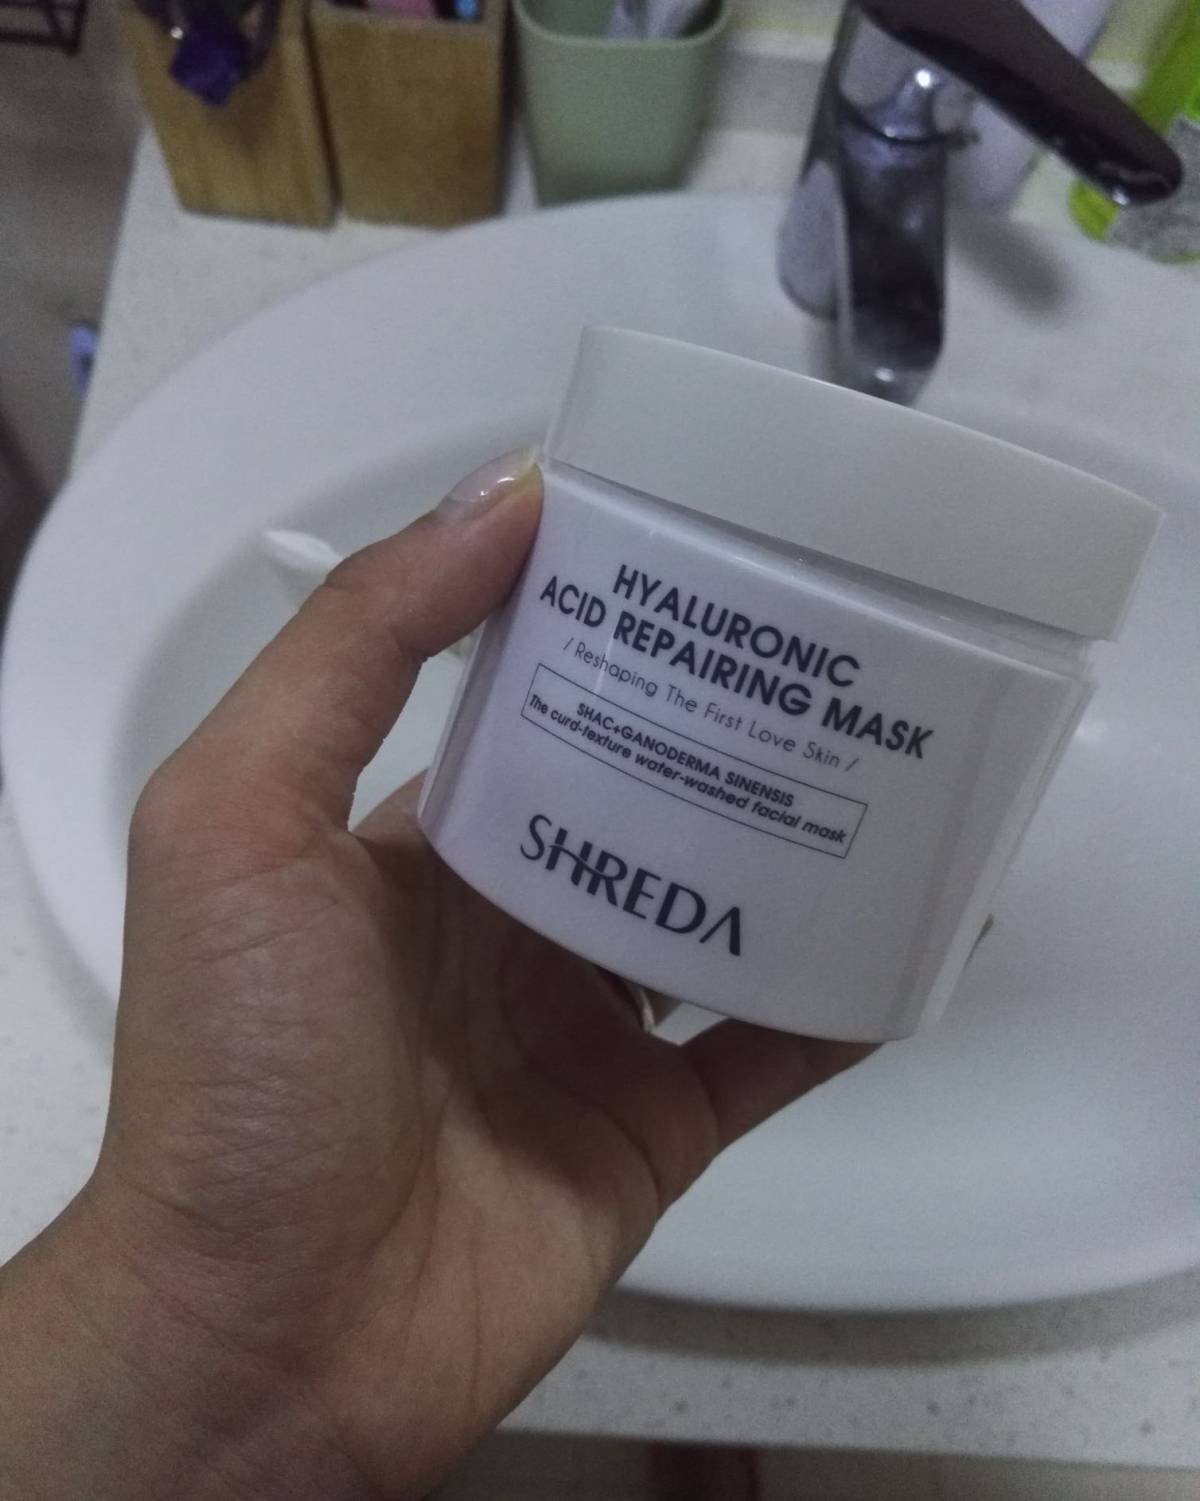 HYALURONIC
ACID REPAIRING MASK
/ Reshaping The First Love Skin /
SHAC+GANODERMA SINENSIS
The curd-texture water-washed facial mask
SHREDA